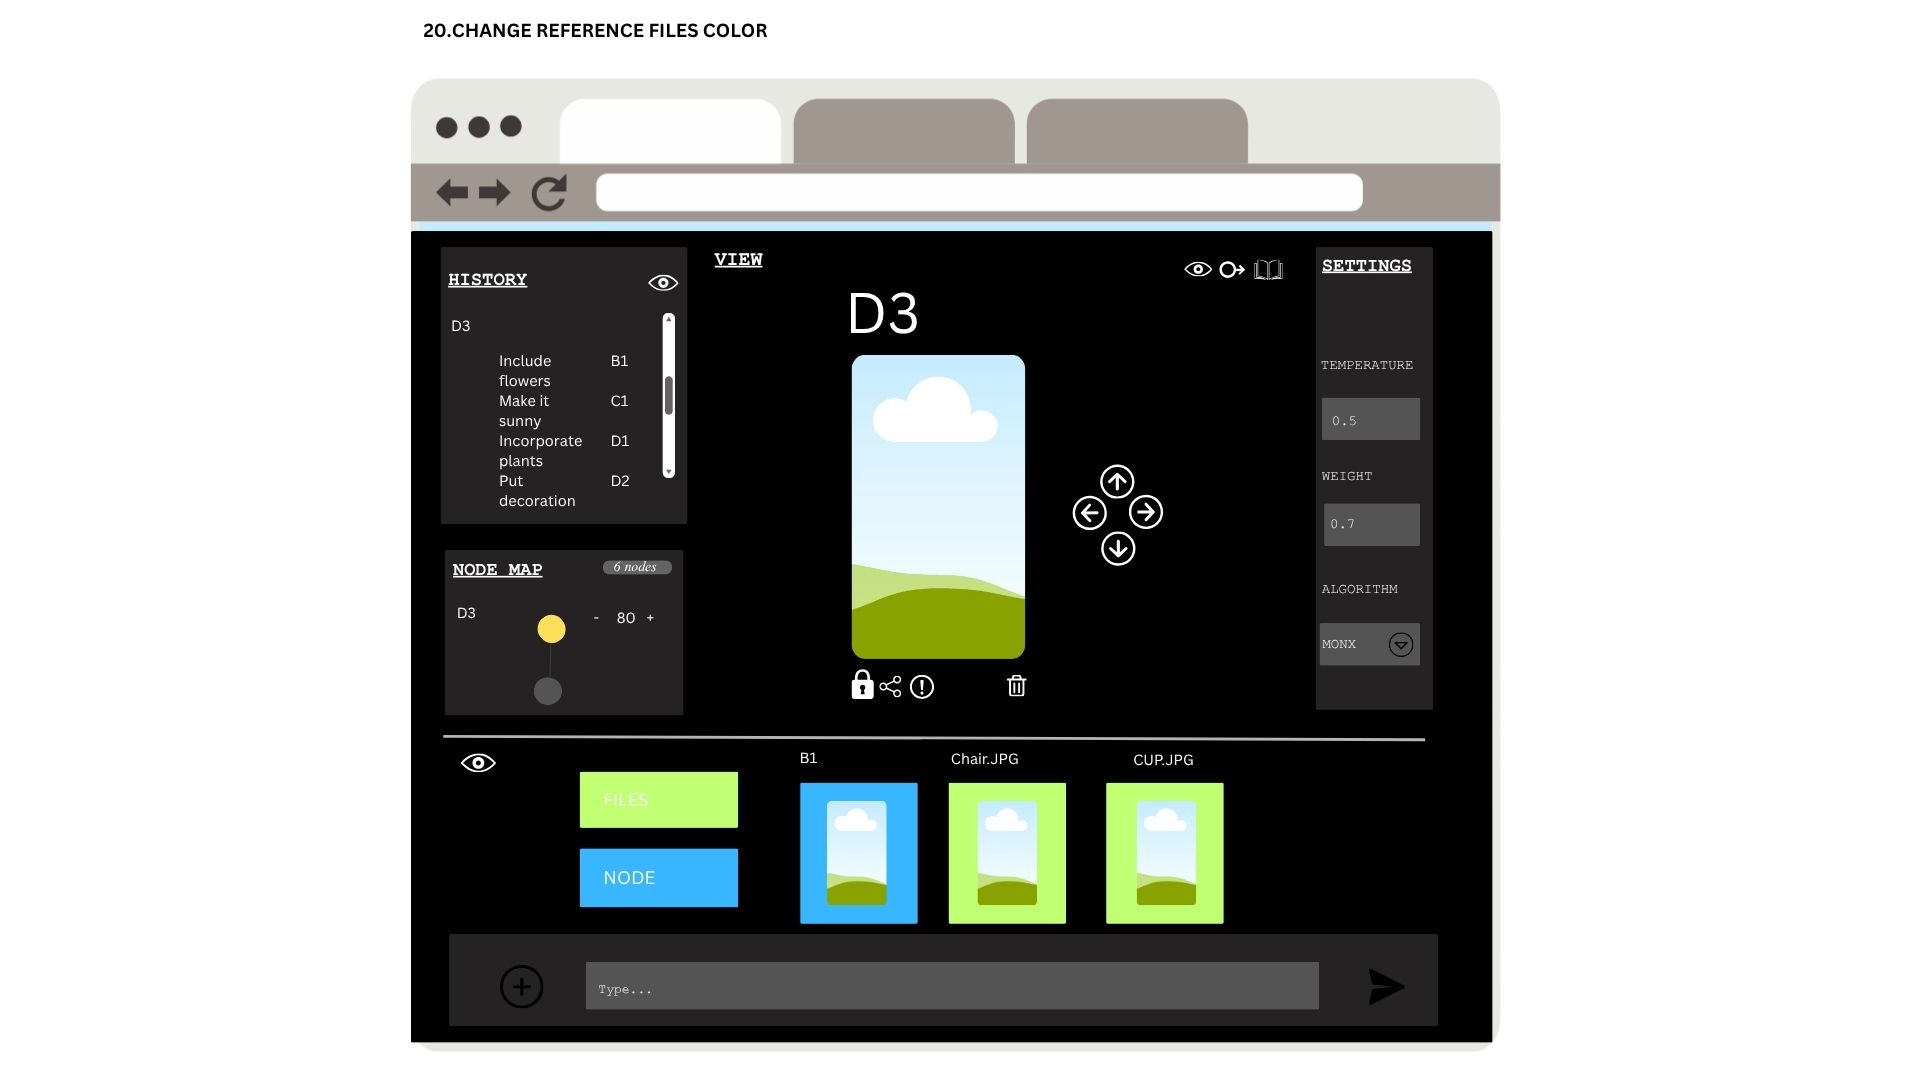 20.CHANGE REFERENCE FILES COLOR
HISTORY
D3
Include flowers B1
Make it sunny C1
Incorporate plants D1
Put decoration D2
NODE MAP
6 nodes
D3
- 80 +
VIEW
D3
SETTINGS
TEMPERATURE
0.5
WEIGHT
0.7
ALGORITHM
MONX
FILES
NODE
B1
Chair.JPG
CUP.JPG
Type...